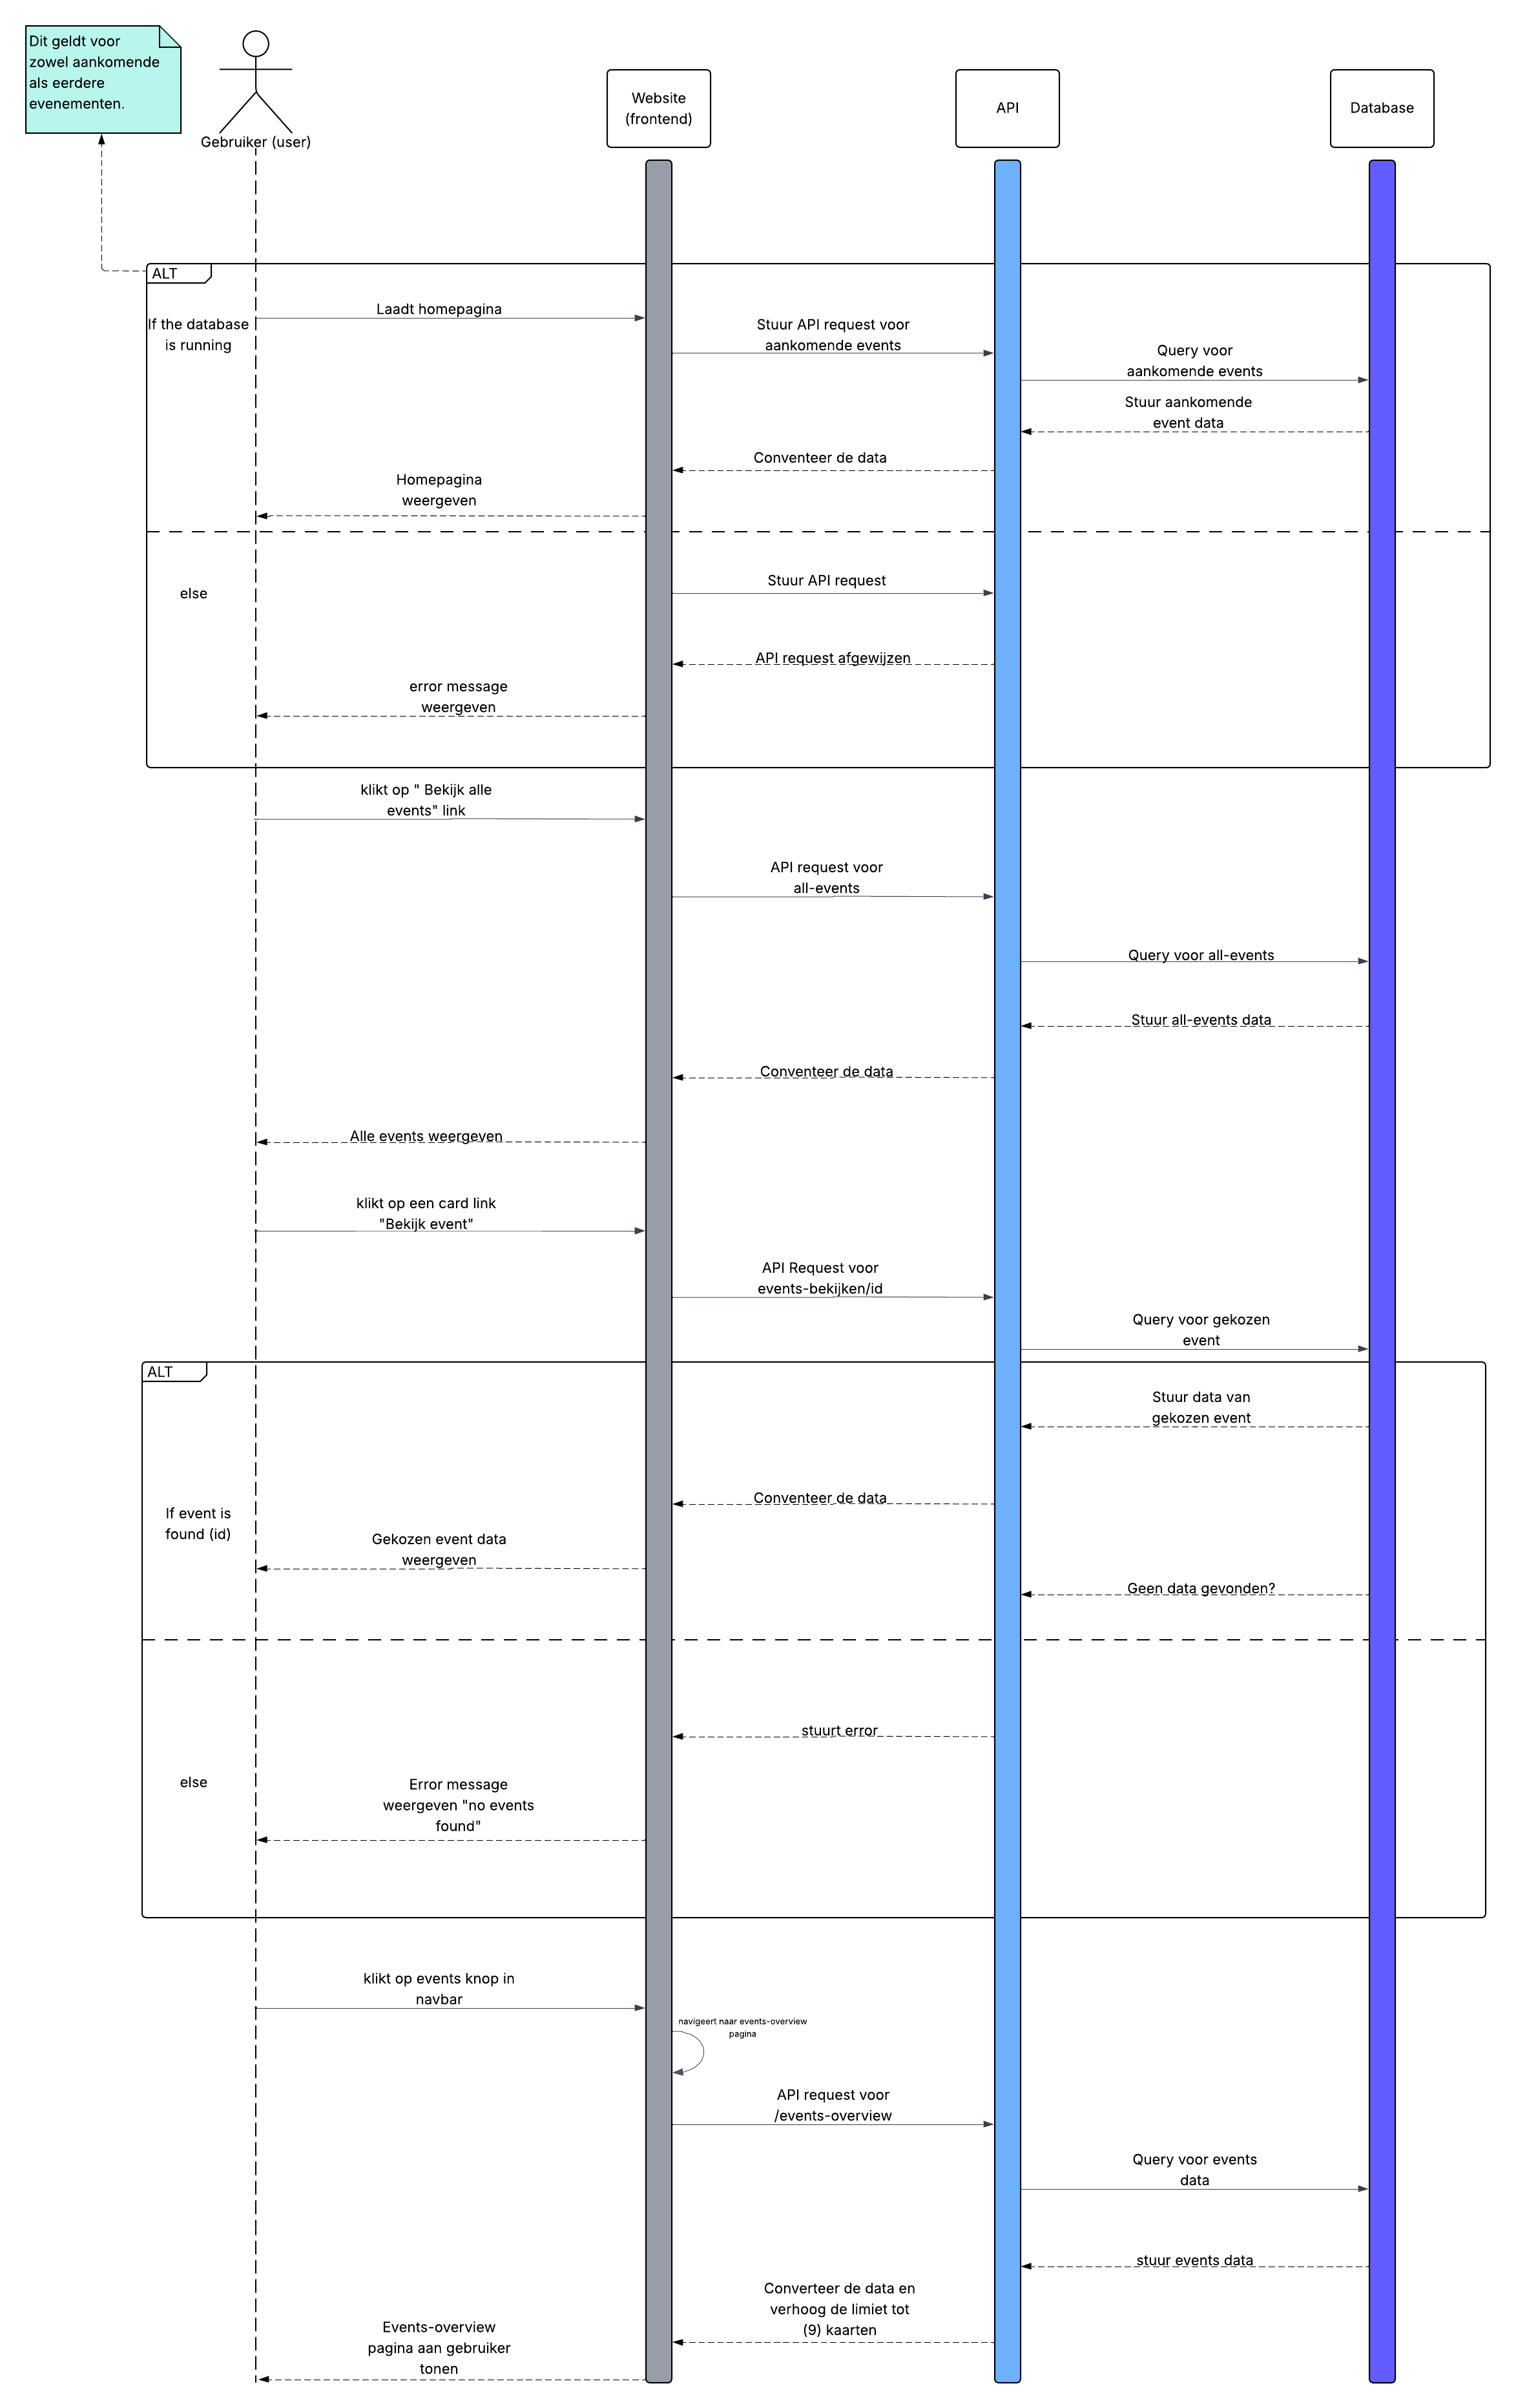 Dit geldt voor
zowel aankomende
als eerdere
evenementen.
Gebruiker (user)
Website
(frontend)
API
Database
ALT
If the database
is running
Laadt homepagina
Stuur API request voor
aankomende events
Query voor
aankomende events
Stuur aankomende
event data
Conventeer de data
Homepagina
weergeven
else
Stuur API request
API request afgewijzen
error message
weergeven
klikt op " Bekijk alle
events" link
API request voor
all-events
Query voor all-events
Stuur all-events data
Conventeer de data
Alle events weergeven
klikt op een card link
"Bekijk event"
API Request voor
events-bekijken/id
Query voor gekozen
event
ALT
Stuur data van
gekozen event
If event is
found (id)
Conventeer de data
Gekozen event data
weergeven
Geen data gevonden?
stuurt error
else
Error message
weergeven "no events
found"
klikt op events knop in
navbar
navigeert naar events-overview
pagina
API request voor
/events-overview
Query voor events
data
stuur events data
Converteer de data en
verhoog de limiet tot
(9) kaarten
Events-overview
pagina aan gebruiker
tonen